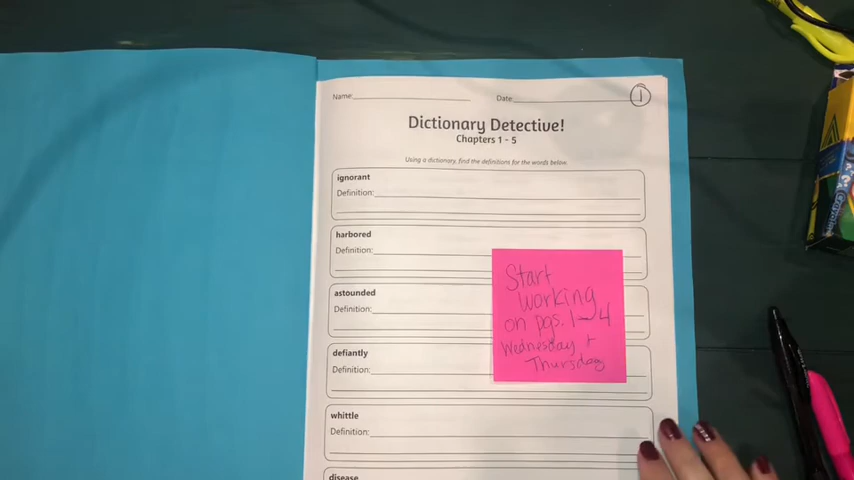 Name: Date: 1
Dictionary Detective!
Chapters 1 - 5
Using a dictionary, find the definitions for the words below.
ignorant
Definition:
harbored
Definition:
astounded
Definition:
defiantly
Definition:
whittle
Definition:
disease
Start
working
on pgs. 1-4
Wednesday +
Thursday
Crayola